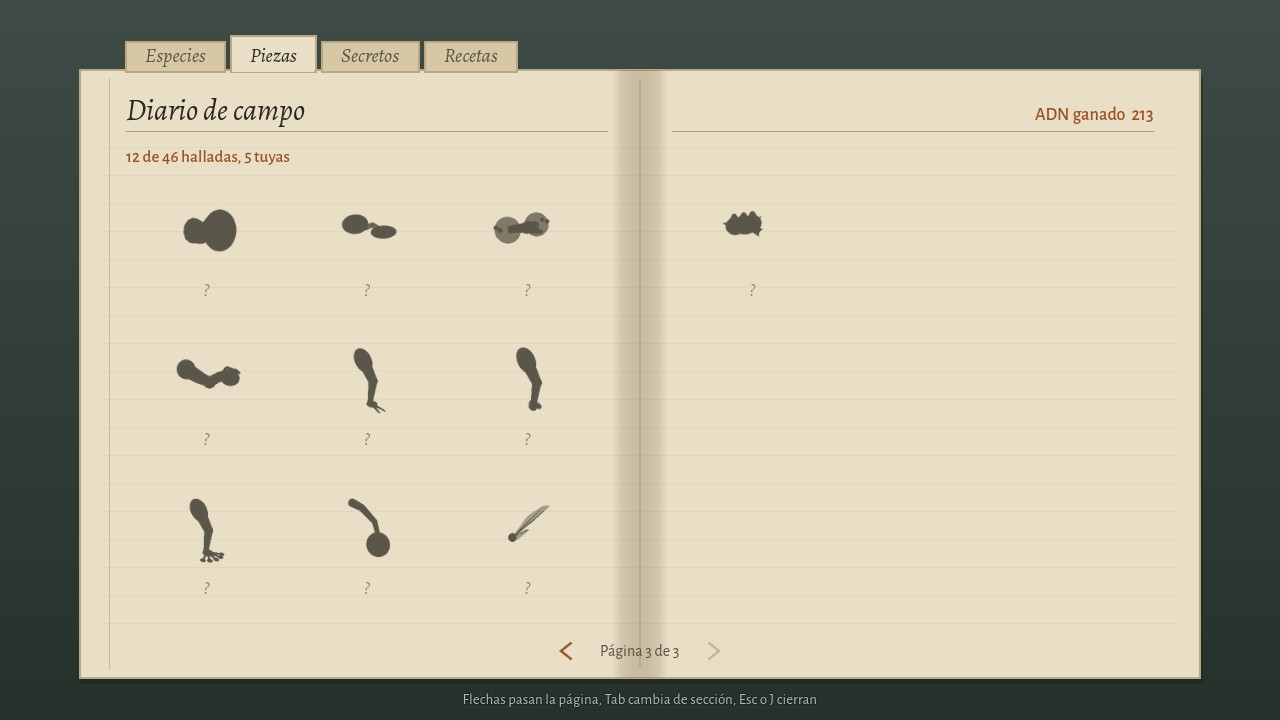 Especies
Piezas
Secretos
Recetas
Diario de campo
ADN ganado 213
12 de 46 halladas, 5 tuyas
? ? ? ?
? ? ?
? ? ?
Página 3 de 3
Flechas pasan la página, Tab cambia de sección, Esc o J cierran